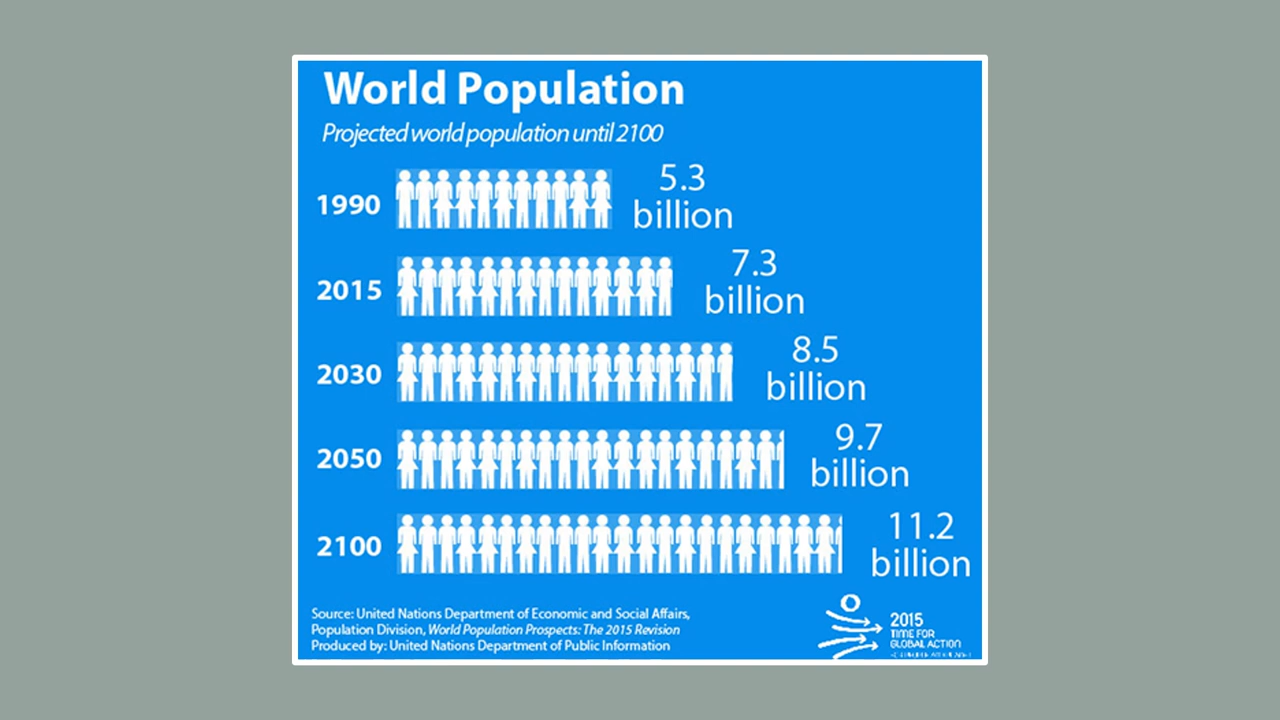 World Population
Projected world population until 2100
1990
5.3
billion
2015
7.3
billion
2030
8.5
billion
2050
9.7
billion
2100
11.2
billion
Source: United Nations Department of Economic and Social Affairs,
Population Division, World Population Prospects: The 2015 Revision
Produced by: United Nations Department of Public Information
2015
TIME FOR
GLOBAL ACTION